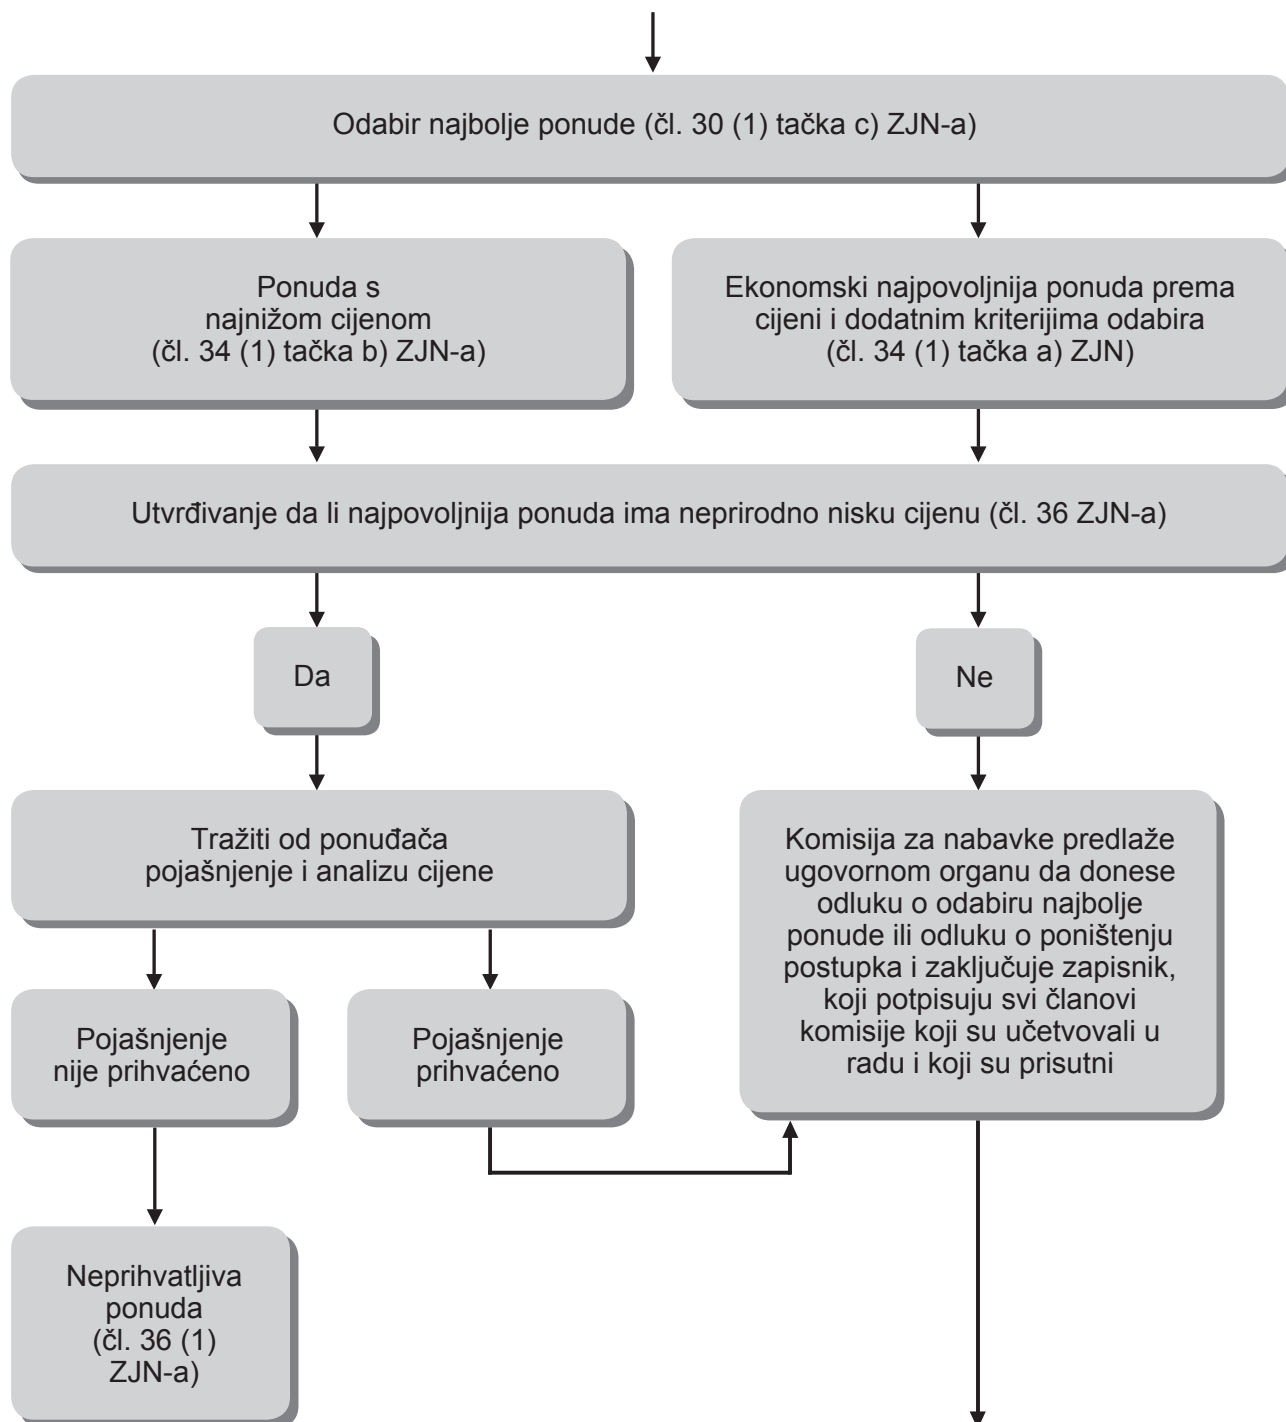 Odabir najbolje ponude (čl. 30 (1) tačka c) ZJN-a)
Ponuda s
najnižom cijenom
(čl. 34 (1) tačka b) ZJN-a)
Ekonomski najpovoljnija ponuda prema
cijeni i dodatnim kriterijima odabira
(čl. 34 (1) tačka a) ZJN)
Utvrđivanje da li najpovoljnija ponuda ima neprirodno nisku cijenu (čl. 36 ZJN-a)
Da
Ne
Tražiti od ponuđača
pojašnjenje i analizu cijene
Komisija za nabavke predlaže
ugovornom organu da donese
odluku o odabiru najbolje
ponude ili odluku o poništenju
postupka i zaključuje zapisnik,
koji potpisuju svi članovi
komisije koji su učetvovali u
radu i koji su prisutni
Pojašnjenje
nije prihvaćeno
Pojašnjenje
prihvaćeno
Neprihvatljiva
ponuda
(čl. 36 (1)
ZJN-a)